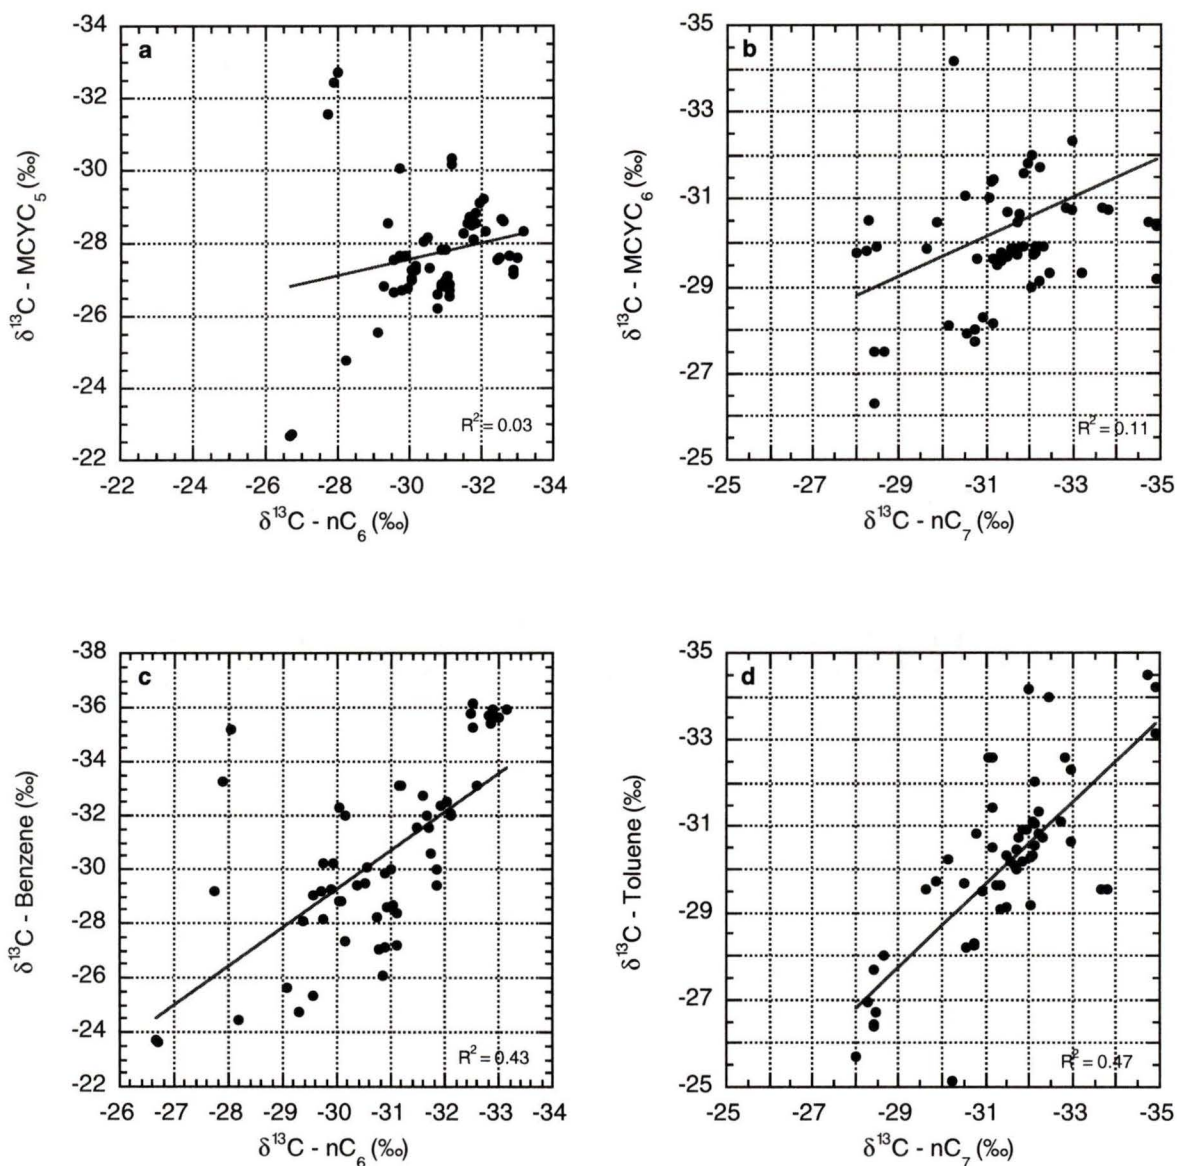 a
-34
-32
-30
-28
-26
-24
-22
δ¹³C - MCYC₅ (‰)
R² = 0.03
-22 -24 -26 -28 -30 -32 -34
δ¹³C - nC₆ (‰)
b
-35
-33
-31
-29
-27
-25
δ¹³C - MCYC₆ (‰)
R² = 0.11
-25 -27 -29 -31 -33 -35
δ¹³C - nC₇ (‰)
c
-38
-36
-34
-32
-30
-28
-26
-24
-22
δ¹³C - Benzene (‰)
R² = 0.43
-26 -27 -28 -29 -30 -31 -32 -33 -34
δ¹³C - nC₆ (‰)
d
-35
-33
-31
-29
-27
-25
δ¹³C - Toluene (‰)
R² = 0.47
-25 -27 -29 -31 -33 -35
δ¹³C - nC₇ (‰)